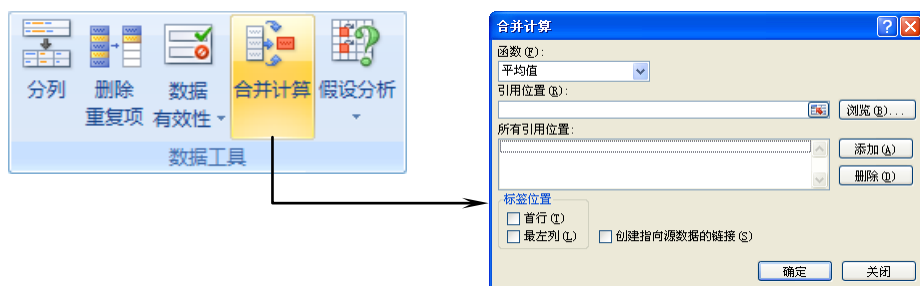 分列
删除
重复项
数据
有效性
合并计算
假设分析
数据工具
合并计算
函数(F):
平均值
引用位置(R):
浏览(B)...
所有引用位置:
添加(A)
删除(D)
标签位置
首行(T)
最左列(L)
创建指向源数据的链接(S)
确定
关闭